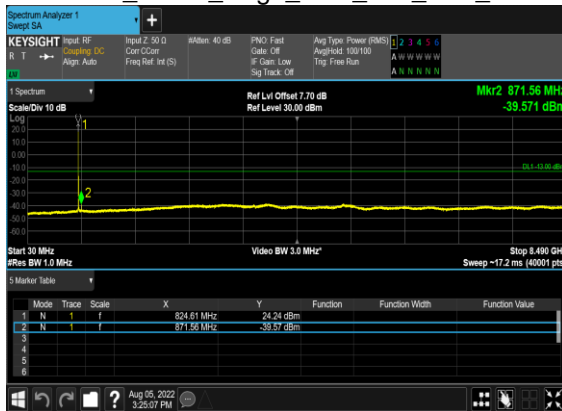 Spectrum Analyzer 1
Swept SA
KEYSIGHT Input: RF Input Z: 50 Ω #Atten: 40 dB PNO: Fast Avg Type: Power (RMS) 1 2 3 4 5 6
R T Coupling: DC Corr CCorr Gate: Off Avg|Hold: 100/100 A W W W W W
Align: Auto Freq Ref: Int (S) IF Gain: Low Trig: Free Run
Sig Track: Off A N N N N N
1 Spectrum Ref Lvl Offset 7.70 dB Mkr2 871.56 MHz
Scale/Div 10 dB Ref Level 30.00 dBm -39.571 dBm
Log
20.0
10.0
0.00
-10.0
DL1 -13.00 dBm
-20.0
-30.0
-40.0
-50.0
-60.0
1
2
Start 30 MHz Video BW 3.0 MHz* Stop 8.490 GH
#Res BW 1.0 MHz Sweep ~17.2 ms (40001 pts
5 Marker Table
Mode Trace Scale X Y Function Function Width Function Value
1 N 1 f 824.61 MHz 24.24 dBm
2 N 1 f 871.56 MHz -39.57 dBm
3
4
5
6
? Aug 05, 2022
3:25:07 PM